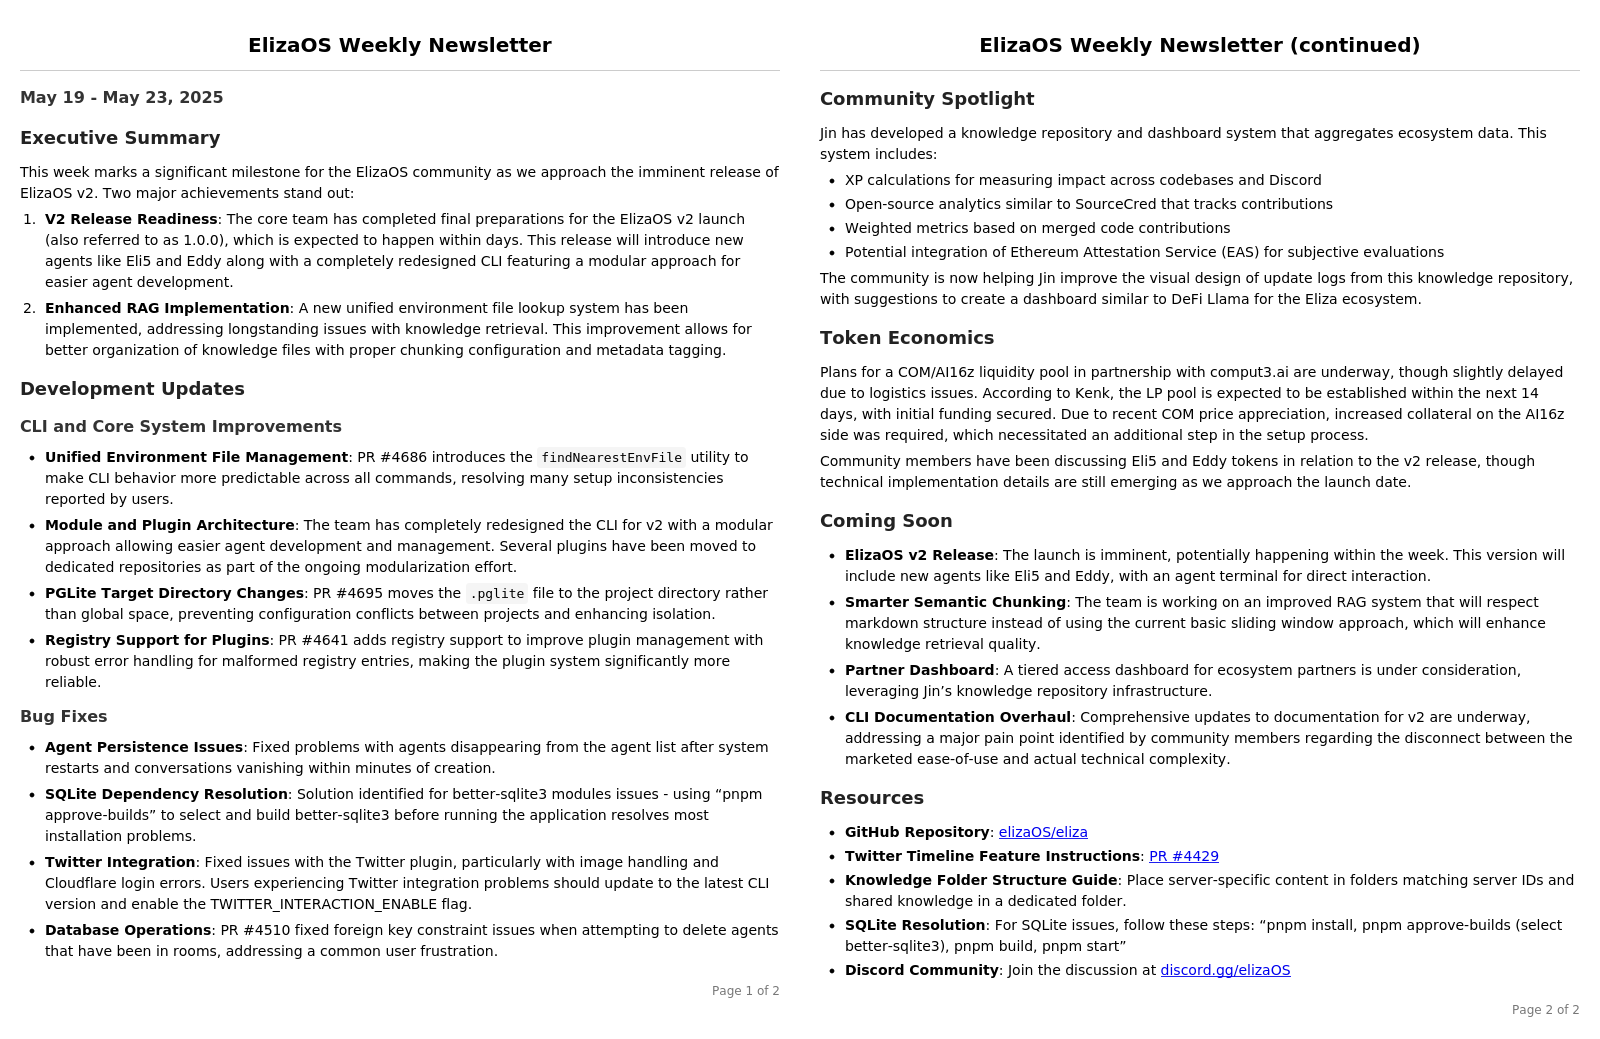 ElizaOS Weekly Newsletter
May 19 - May 23, 2025
Executive Summary
This week marks a significant milestone for the ElizaOS community as we approach the imminent release of
ElizaOS v2. Two major achievements stand out:
1. V2 Release Readiness: The core team has completed final preparations for the ElizaOS v2 launch
(also referred to as 1.0.0), which is expected to happen within days. This release will introduce new
agents like Eli5 and Eddy along with a completely redesigned CLI featuring a modular approach for
easier agent development.
2. Enhanced RAG Implementation: A new unified environment file lookup system has been
implemented, addressing longstanding issues with knowledge retrieval. This improvement allows for
better organization of knowledge files with proper chunking configuration and metadata tagging.
Development Updates
CLI and Core System Improvements
• Unified Environment File Management: PR #4686 introduces the findNearestEnvFile utility to
make CLI behavior more predictable across all commands, resolving many setup inconsistencies
reported by users.
• Module and Plugin Architecture: The team has completely redesigned the CLI for v2 with a modular
approach allowing easier agent development and management. Several plugins have been moved to
dedicated repositories as part of the ongoing modularization effort.
• PGLite Target Directory Changes: PR #4695 moves the .pglite file to the project directory rather
than global space, preventing configuration conflicts between projects and enhancing isolation.
• Registry Support for Plugins: PR #4641 adds registry support to improve plugin management with
robust error handling for malformed registry entries, making the plugin system significantly more
reliable.
Bug Fixes
• Agent Persistence Issues: Fixed problems with agents disappearing from the agent list after system
restarts and conversations vanishing within minutes of creation.
• SQLite Dependency Resolution: Solution identified for better-sqlite3 modules issues - using “pnpm
approve-builds” to select and build better-sqlite3 before running the application resolves most
installation problems.
• Twitter Integration: Fixed issues with the Twitter plugin, particularly with image handling and
Cloudflare login errors. Users experiencing Twitter integration problems should update to the latest CLI
version and enable the TWITTER_INTERACTION_ENABLE flag.
• Database Operations: PR #4510 fixed foreign key constraint issues when attempting to delete agents
that have been in rooms, addressing a common user frustration.
Page 1 of 2
ElizaOS Weekly Newsletter (continued)
Community Spotlight
Jin has developed a knowledge repository and dashboard system that aggregates ecosystem data. This
system includes:
• XP calculations for measuring impact across codebases and Discord
• Open-source analytics similar to SourceCred that tracks contributions
• Weighted metrics based on merged code contributions
• Potential integration of Ethereum Attestation Service (EAS) for subjective evaluations
The community is now helping Jin improve the visual design of update logs from this knowledge repository,
with suggestions to create a dashboard similar to DeFi Llama for the Eliza ecosystem.
Token Economics
Plans for a COM/AI16z liquidity pool in partnership with comput3.ai are underway, though slightly delayed
due to logistics issues. According to Kenk, the LP pool is expected to be established within the next 14
days, with initial funding secured. Due to recent COM price appreciation, increased collateral on the AI16z
side was required, which necessitated an additional step in the setup process.
Community members have been discussing Eli5 and Eddy tokens in relation to the v2 release, though
technical implementation details are still emerging as we approach the launch date.
Coming Soon
• ElizaOS v2 Release: The launch is imminent, potentially happening within the week. This version will
include new agents like Eli5 and Eddy, with an agent terminal for direct interaction.
• Smarter Semantic Chunking: The team is working on an improved RAG system that will respect
markdown structure instead of using the current basic sliding window approach, which will enhance
knowledge retrieval quality.
• Partner Dashboard: A tiered access dashboard for ecosystem partners is under consideration,
leveraging Jin’s knowledge repository infrastructure.
• CLI Documentation Overhaul: Comprehensive updates to documentation for v2 are underway,
addressing a major pain point identified by community members regarding the disconnect between the
marketed ease-of-use and actual technical complexity.
Resources
• GitHub Repository: elizaOS/eliza
• Twitter Timeline Feature Instructions: PR #4429
• Knowledge Folder Structure Guide: Place server-specific content in folders matching server IDs and
shared knowledge in a dedicated folder.
• SQLite Resolution: For SQLite issues, follow these steps: “pnpm install, pnpm approve-builds (select
better-sqlite3), pnpm build, pnpm start”
• Discord Community: Join the discussion at discord.gg/elizaOS
Page 2 of 2